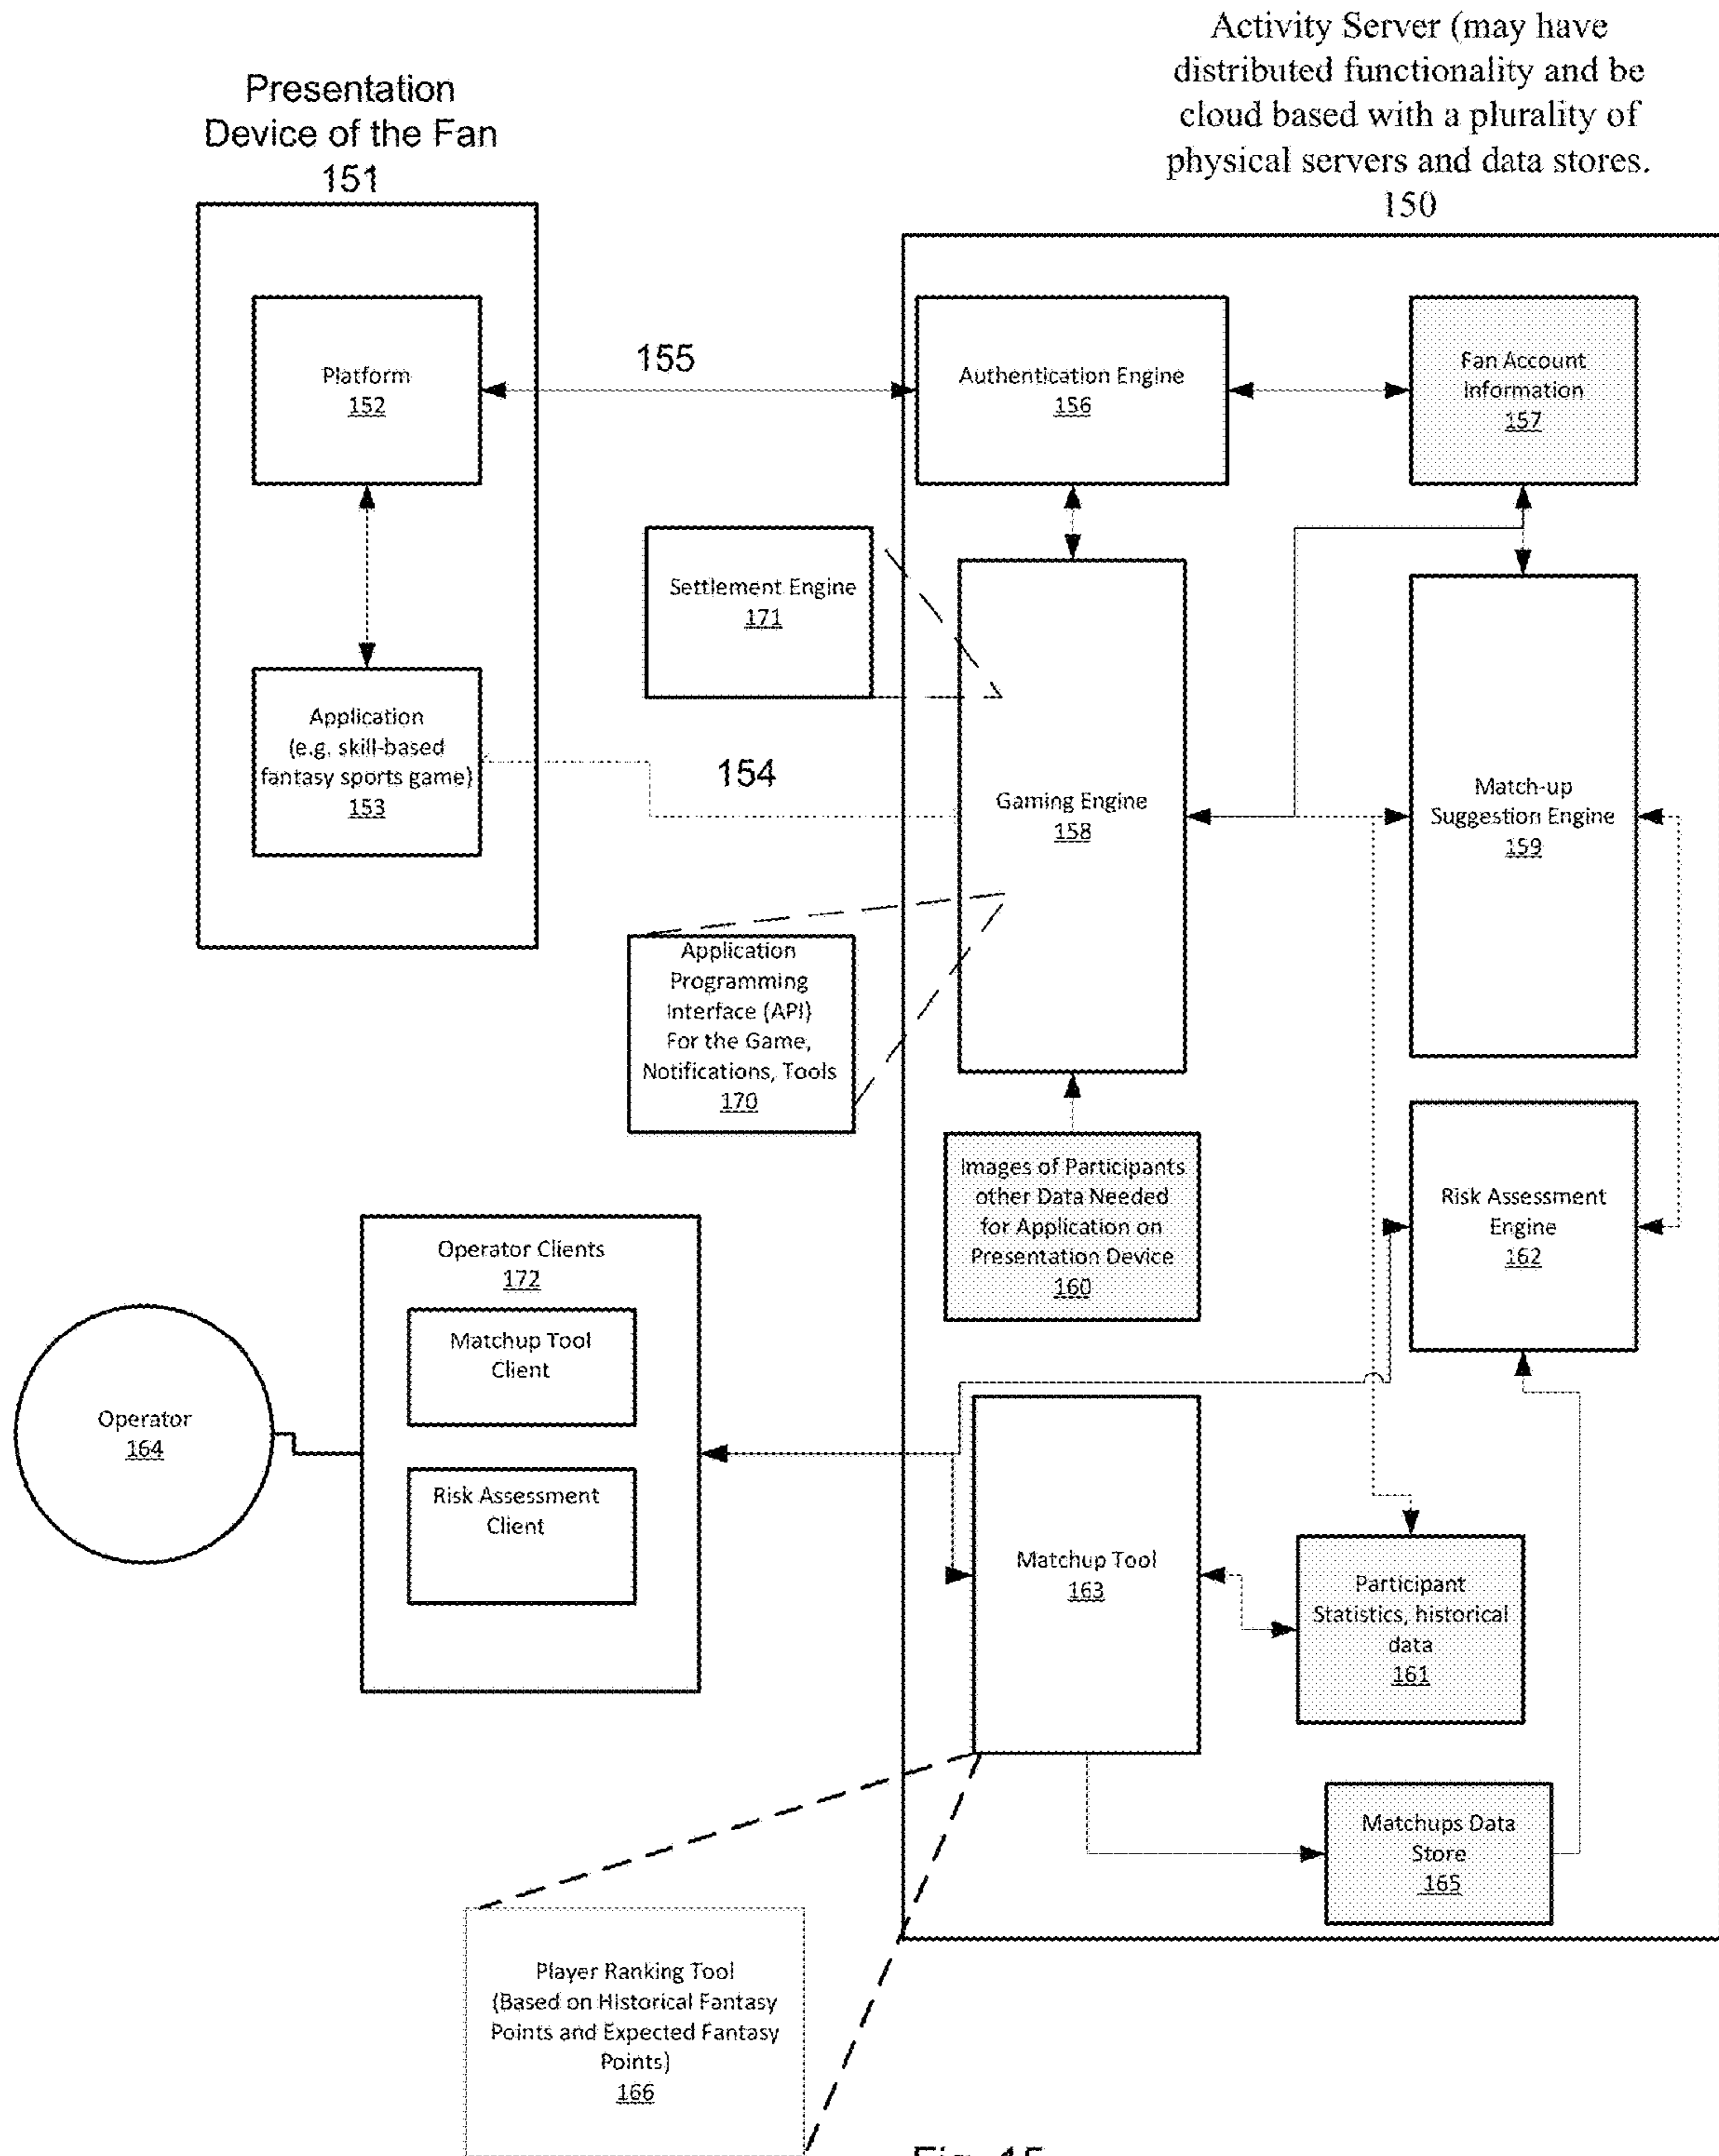 Activity Server (may have
distributed functionality and be
cloud based with a plurality of
physical servers and data stores.
150
Presentation
Device of the Fan
151
Platform
152
155
Authentication Engine
156
Fan Account
Information
157
Settlement Engine
171
Application
(e.g. skill-based
fantasy sports game)
153
154
Gaming Engine
158
Match-up
Suggestion Engine
159
Application
Programming
Interface (API)
For the Game,
Notifications, Tools
170
Images of Participants
other Data Needed
for Application on
Presentation Device
160
Risk Assessment
Engine
162
Operator Clients
172
Matchup Tool
Client
Risk Assessment
Client
Operator
164
Matchup Tool
163
Participant
Statistics, historical
data
161
Matchups Data
Store
165
Player Ranking Tool
(Based on Historical Fantasy
Points and Expected Fantasy
Points)
166
Fig. 15